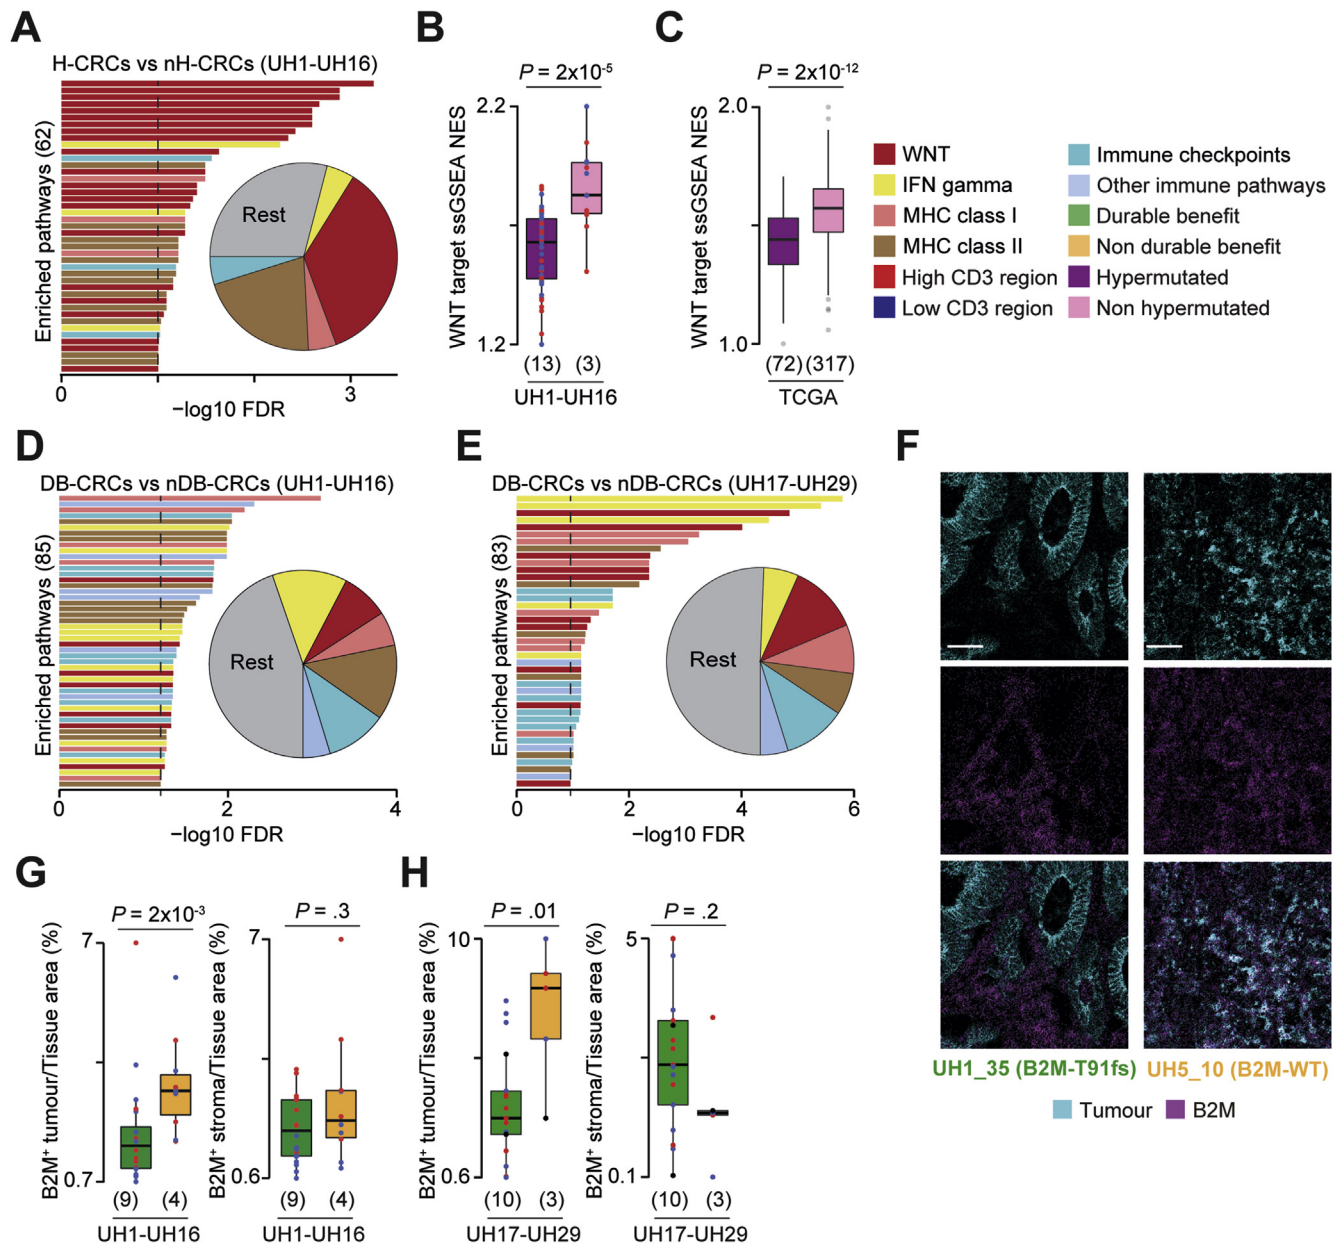 A
H-CRCs vs nH-CRCs (UH1-UH16)
Enriched pathways (62)
Rest
0
3
−log10 FDR
B
P = 2x10-5
WNT target ssGSEA NES
2.2
1.2
(13) (3)
UH1-UH16
C
P = 2x10-12
WNT target ssGSEA NES
2.0
1.0
(72) (317)
TCGA
WNT
IFN gamma
MHC class I
MHC class II
High CD3 region
Low CD3 region
Immune checkpoints
Other immune pathways
Durable benefit
Non durable benefit
Hypermutated
Non hypermutated
D
DB-CRCs vs nDB-CRCs (UH1-UH16)
Enriched pathways (85)
Rest
0 2 4
−log10 FDR
E
DB-CRCs vs nDB-CRCs (UH17-UH29)
Enriched pathways (83)
Rest
0 2 4 6
−log10 FDR
F
UH1_35 (B2M-T91fs)
UH5_10 (B2M-WT)
Tumour
B2M
G
P = 2x10-3
B2M+ tumour/Tissue area (%)
7
0.7
(9) (4)
UH1-UH16
P = .3
B2M+ stroma/Tissue area (%)
7
0.6
(9) (4)
UH1-UH16
H
P = .01
B2M+ tumour/Tissue area (%)
10
0.6
(10) (3)
UH17-UH29
P = .2
B2M+ stroma/Tissue area (%)
5
0.1
(10) (3)
UH17-UH29